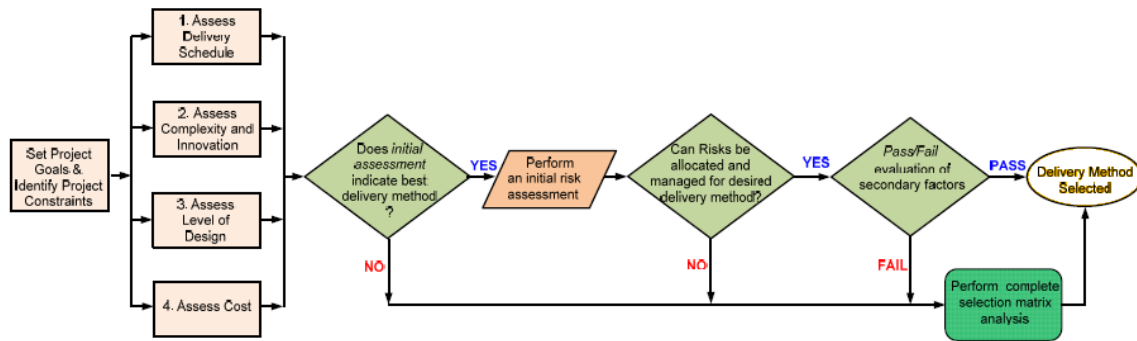 Set Project
Goals &
Identify Project
Constraints
1. Assess
Delivery
Schedule
2. Assess
Complexity and
Innovation
3. Assess
Level of
Design
4. Assess Cost
Does initial
assessment
indicate best
delivery method
?
YES
NO
Perform
an initial risk
assessment
Can Risks be
allocated and
managed for desired
delivery method?
YES
NO
Pass/Fail
evaluation of
secondary factors
PASS
FAIL
Delivery Method
Selected
Perform complete
selection matrix
analysis